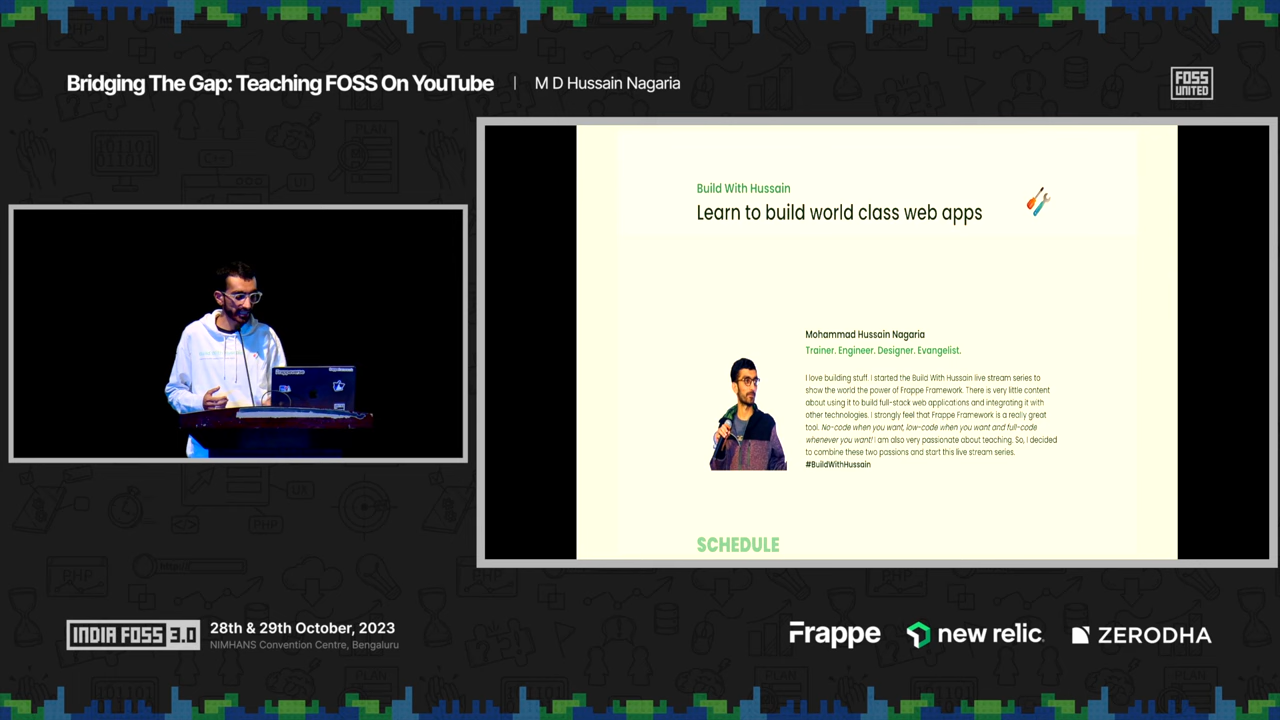 Bridging The Gap: Teaching FOSS On YouTube | M D Hussain Nagaria
FOSS
UNITED
Build With Hussain
Learn to build world class web apps
Mohammad Hussain Nagaria
Trainer. Engineer. Designer. Evangelist.
I love building stuff. I started the Build With Hussain live stream series to
show the world the power of Frappe Framework. There is very little content
about using it to build full-stack web applications and integrating it with
other technologies. I strongly feel that Frappe Framework is a really great
tool. No-code when you want, low-code when you want and full-code
whenever you want! I am also very passionate about teaching. So, I decided
to combine these two passions and start this live stream series.
#BuildWithHussain
SCHEDULE
INDIA FOSS 3.0
28th & 29th October, 2023
NIMHANS Convention Centre, Bengaluru
Frappe
new relic
ZERODHA